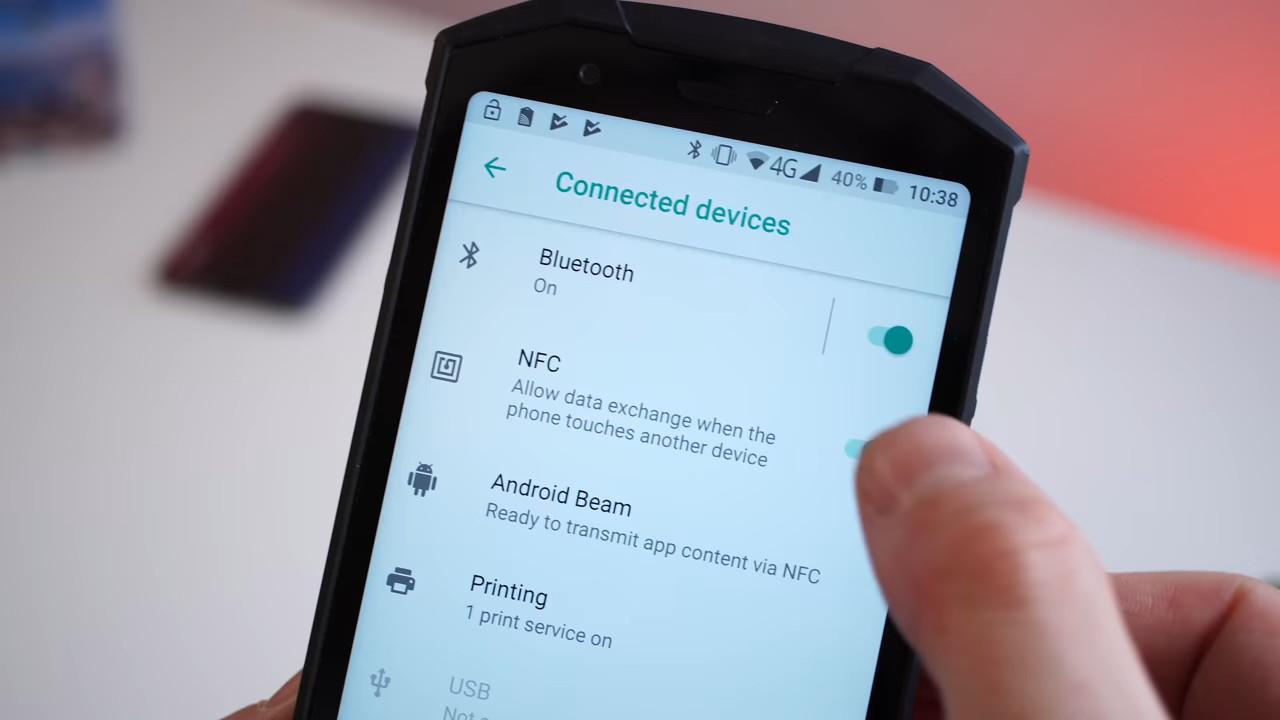 4G 40% 10:38
Connected devices
Bluetooth
On
NFC
Allow data exchange when the
phone touches another device
Android Beam
Ready to transmit app content via NFC
Printing
1 print service on
USB